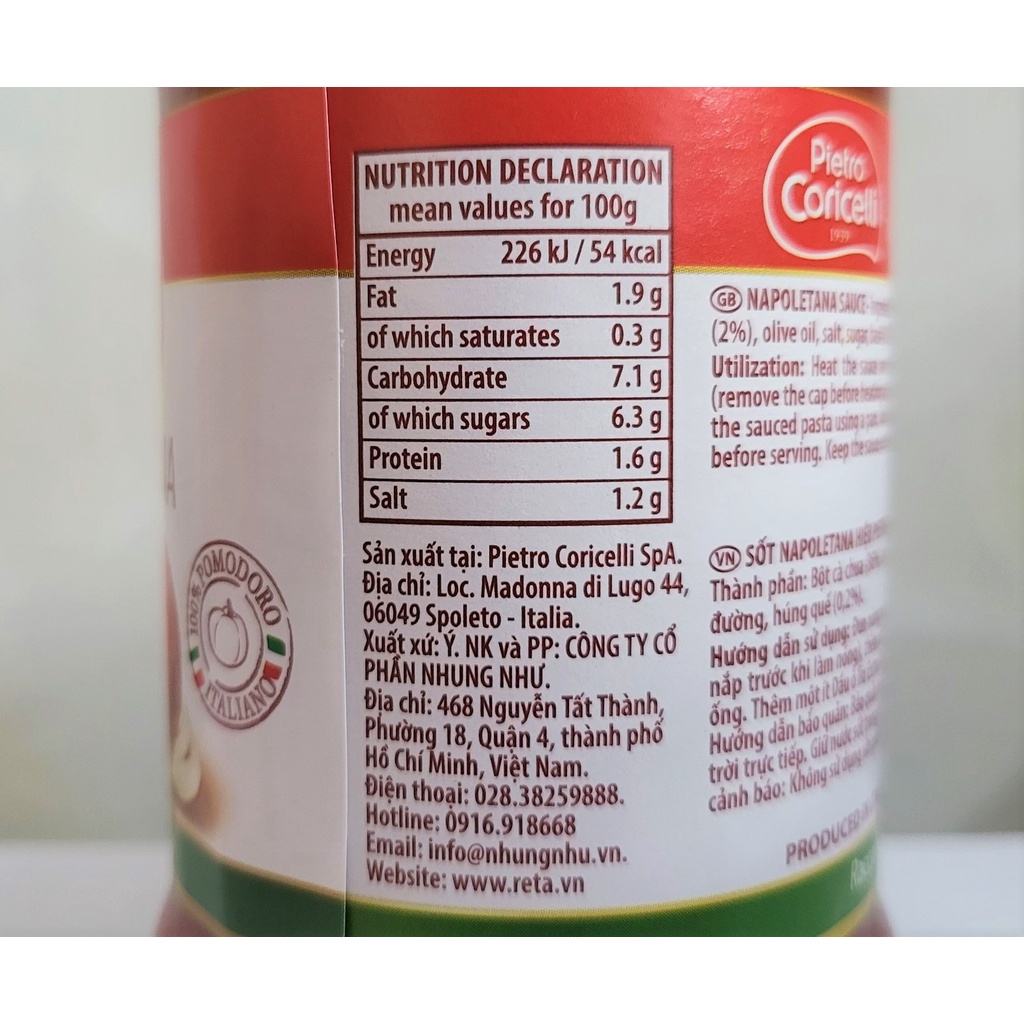 NUTRITION DECLARATION
mean values for 100g
Energy 226 kJ / 54 kcal
Fat 1.9 g
of which saturates 0.3 g
Carbohydrate 7.1 g
of which sugars 6.3 g
Protein 1.6 g
Salt 1.2 g
Sản xuất tại: Pietro Coricelli SpA.
Địa chỉ: Loc. Madonna di Lugo 44,
06049 Spoleto - Italia.
Xuất xứ: Ý. NK và PP: CÔNG TY CỔ
PHẦN NHUNG NHƯ.
Địa chỉ: 468 Nguyễn Tất Thành,
Phường 18, Quận 4, thành phố
Hồ Chí Minh, Việt Nam.
Điện thoại: 028.38259888.
Hotline: 0916.918668
Email: info@nhungnhu.vn.
Website: www.reta.vn
Pietro
Coricelli
1939
GB NAPOLETANA SAUCE
(2%), olive oil, salt, sugar,
Utilization: Heat the
(remove the cap before
the sauced pasta using a
before serving. Keep the
VN SỐT NAPOLETANA HIỆU
Thành phần: Bột cà chua
đường, húng quế (0,2%).
Hướng dẫn sử dụng:
nắp trước khi làm nóng),
ống. Thêm một ít Dầu
Hướng dẫn bảo quản:
trời trực tiếp. Giữ nước
cảnh báo: Không sử dụng
PRODUCED
100% POMODORO
ITALIANO
A